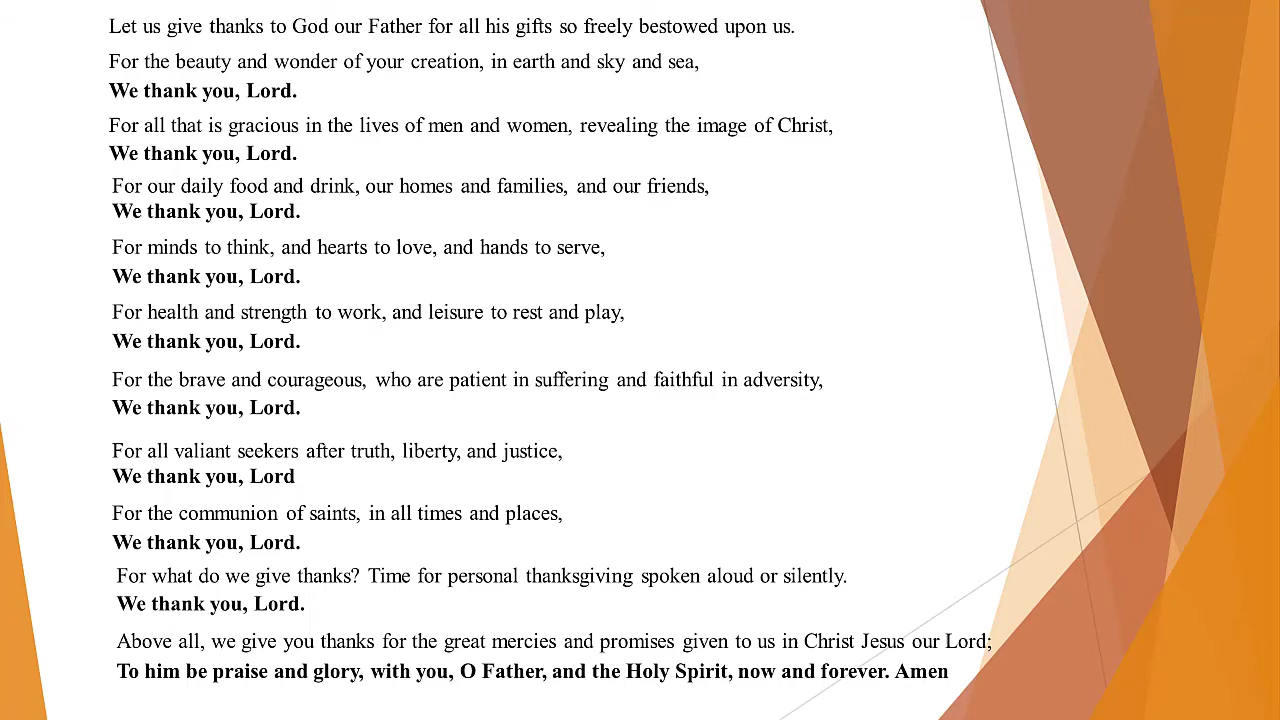 Let us give thanks to God our Father for all his gifts so freely bestowed upon us.
For the beauty and wonder of your creation, in earth and sky and sea,
We thank you, Lord.
For all that is gracious in the lives of men and women, revealing the image of Christ,
We thank you, Lord.
For our daily food and drink, our homes and families, and our friends,
We thank you, Lord.
For minds to think, and hearts to love, and hands to serve,
We thank you, Lord.
For health and strength to work, and leisure to rest and play,
We thank you, Lord.
For the brave and courageous, who are patient in suffering and faithful in adversity,
We thank you, Lord.
For all valiant seekers after truth, liberty, and justice,
We thank you, Lord
For the communion of saints, in all times and places,
We thank you, Lord.
For what do we give thanks? Time for personal thanksgiving spoken aloud or silently.
We thank you, Lord.
Above all, we give you thanks for the great mercies and promises given to us in Christ Jesus our Lord;
To him be praise and glory, with you, O Father, and the Holy Spirit, now and forever. Amen